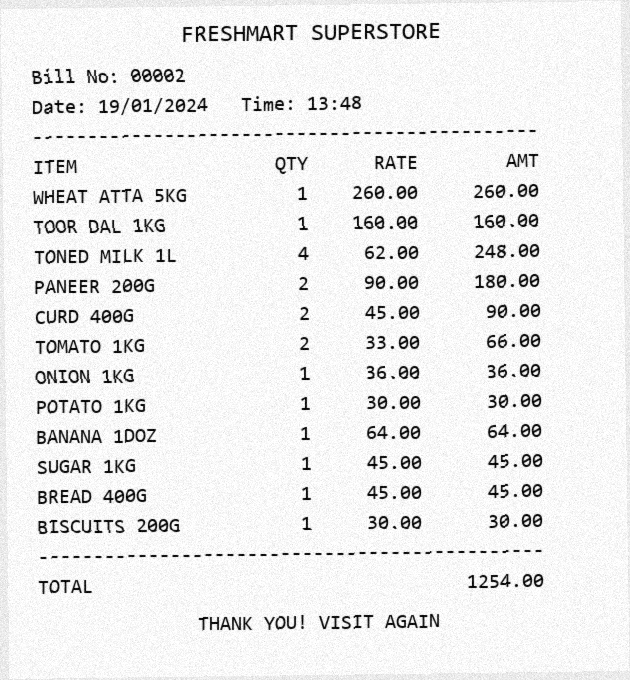 FRESHMART SUPERSTORE
Bill No: 00002
Date: 19/01/2024 Time: 13:48
------------------------------------------------
ITEM QTY RATE AMT
WHEAT ATTA 5KG 1 260.00 260.00
TOOR DAL 1KG 1 160.00 160.00
TONED MILK 1L 4 62.00 248.00
PANEER 200G 2 90.00 180.00
CURD 400G 2 45.00 90.00
TOMATO 1KG 2 33.00 66.00
ONION 1KG 1 36.00 36.00
POTATO 1KG 1 30.00 30.00
BANANA 1DOZ 1 64.00 64.00
SUGAR 1KG 1 45.00 45.00
BREAD 400G 1 45.00 45.00
BISCUITS 200G 1 30.00 30.00
------------------------------------------------
TOTAL 1254.00
THANK YOU! VISIT AGAIN